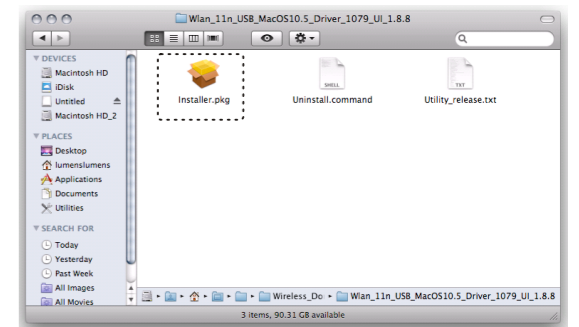 Wlan_11n_USB_MacOS10.5_Driver_1079_UI_1.8.8
DEVICES
Macintosh HD
iDisk
Untitled
Macintosh HD_2
PLACES
Desktop
lumenslumens
Applications
Documents
Utilities
SEARCH FOR
Today
Yesterday
Past Week
All Images
All Movies
Installer.pkg
SHELL
Uninstall.command
TXT
Utility_release.txt
Wireless_Do Wlan_11n_USB_MacOS10.5_Driver_1079_UI_1.8.8
3 items, 90.31 GB available